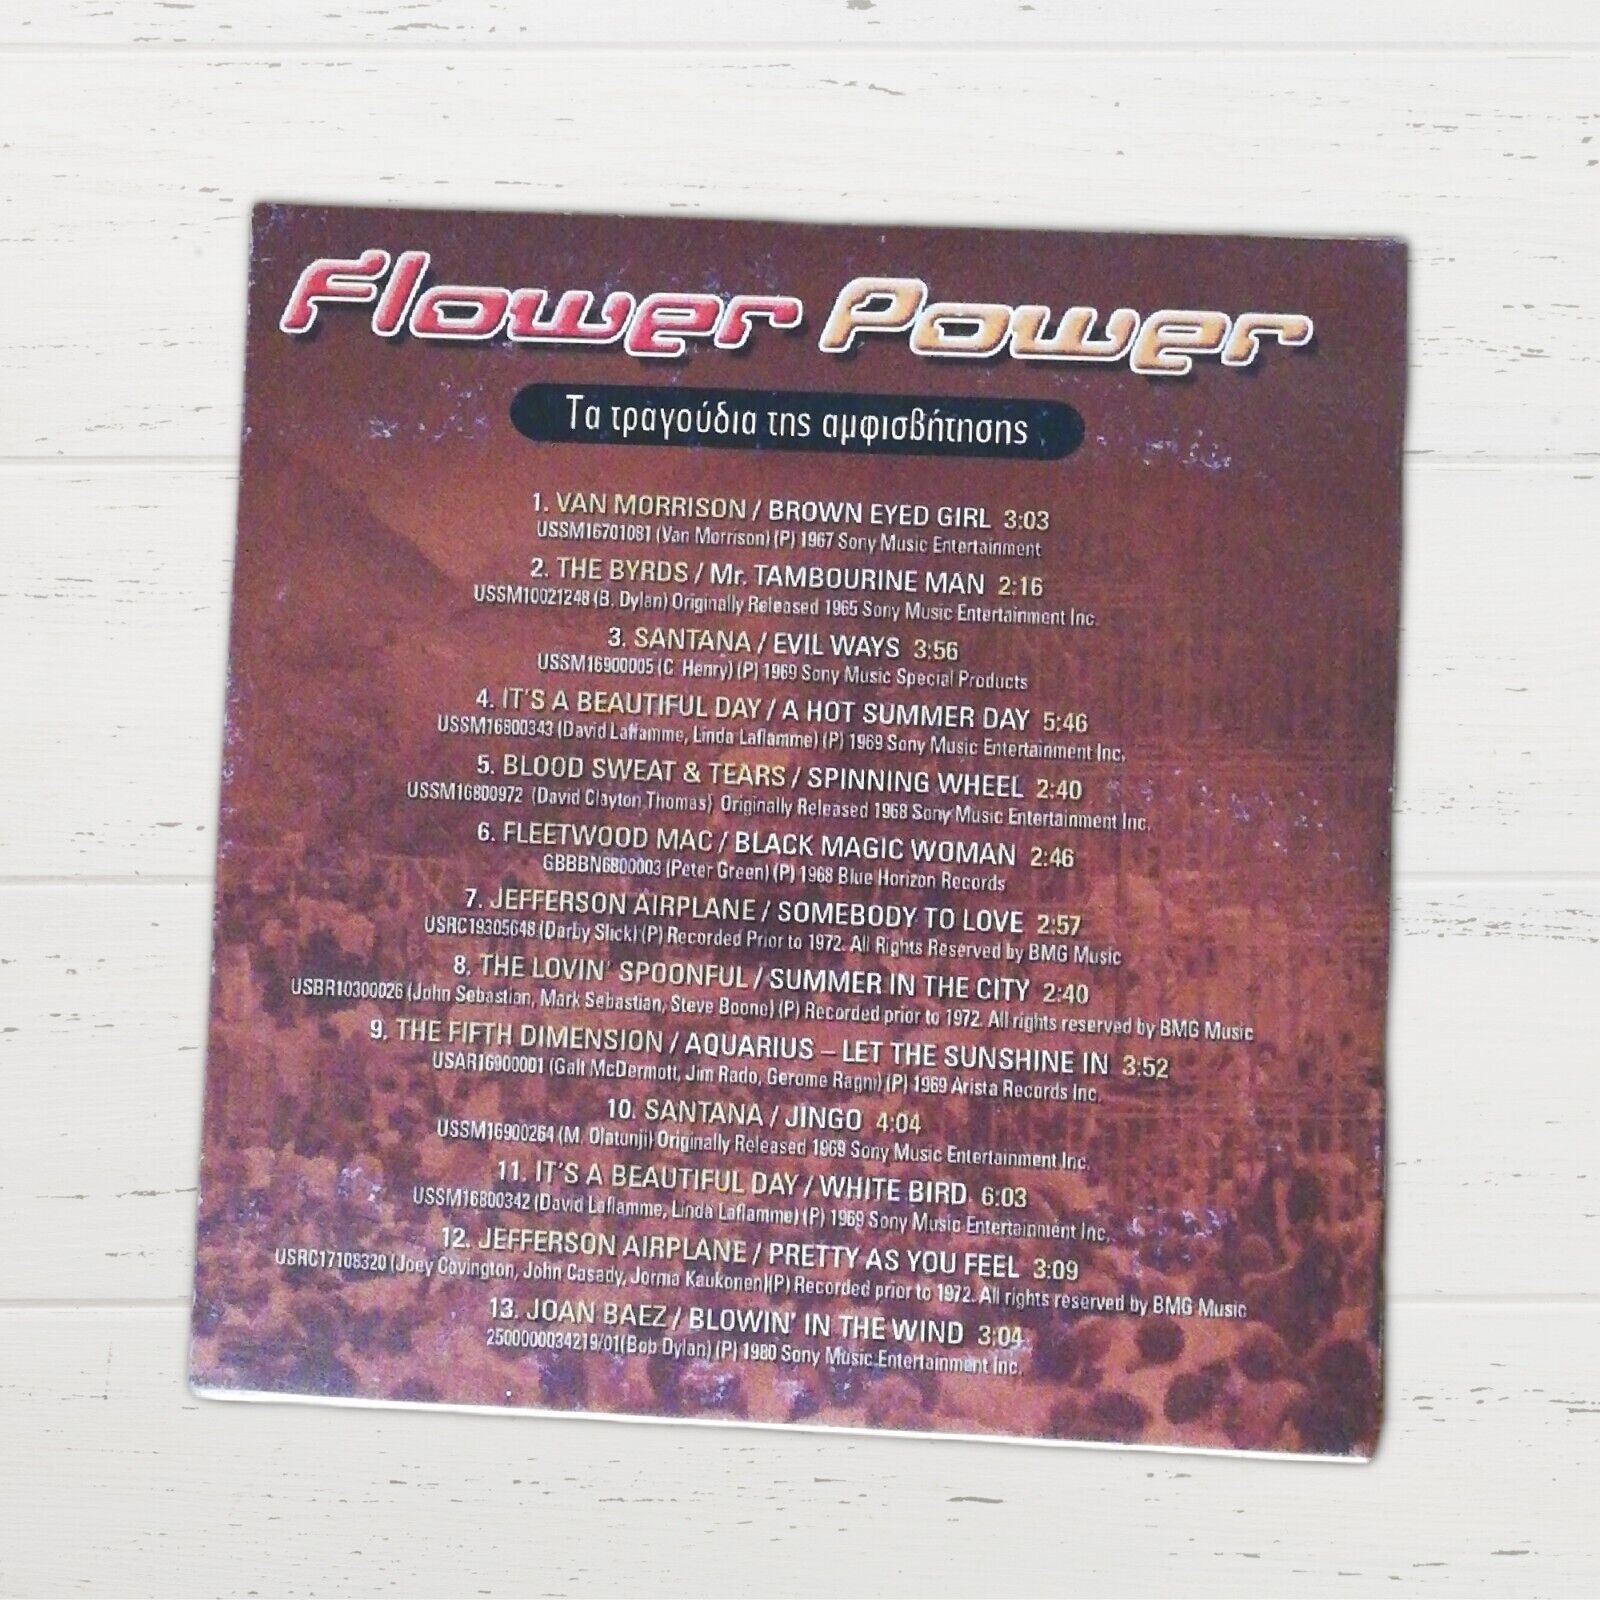 Flower Power
Τα τραγούδια της αμφισβήτησης
1. VAN MORRISON / BROWN EYED GIRL 3:03
USSM16701081 (Van Morrison) (P) 1967 Sony Music Entertainment
2. THE BYRDS / Mr. TAMBOURINE MAN 2:16
USSM10021248 (B. Dylan) Originally Released 1965 Sony Music Entertainment Inc.
3. SANTANA / EVIL WAYS 3:56
USSM16900005 (C. Henry) (P) 1969 Sony Music Special Products
4. IT'S A BEAUTIFUL DAY / A HOT SUMMER DAY 5:46
USSM16800343 (David Laflamme, Linda Laflamme) (P) 1969 Sony Music Entertainment Inc.
5. BLOOD SWEAT & TEARS / SPINNING WHEEL 2:40
USSM16800972 (David Clayton Thomas) Originally Released 1968 Sony Music Entertainment Inc.
6. FLEETWOOD MAC / BLACK MAGIC WOMAN 2:46
GBBBN6800003 (Peter Green) (P) 1968 Blue Horizon Records
7. JEFFERSON AIRPLANE / SOMEBODY TO LOVE 2:57
USRC19305648 (Darby Slick) (P) Recorded Prior to 1972. All Rights Reserved by BMG Music
8. THE LOVIN' SPOONFUL / SUMMER IN THE CITY 2:40
USBR10300026 (John Sebastian, Mark Sebastian, Steve Boone) (P) Recorded prior to 1972. All rights reserved by BMG Music
9. THE FIFTH DIMENSION / AQUARIUS – LET THE SUNSHINE IN 3:52
USAR16900001 (Galt McDermott, Jim Rado, Gerome Ragni) (P) 1969 Arista Records Inc.
10. SANTANA / JINGO 4:04
USSM16900264 (M. Olatunji) Originally Released 1969 Sony Music Entertainment Inc.
11. IT'S A BEAUTIFUL DAY / WHITE BIRD 6:03
USSM16800342 (David Laflamme, Linda Laflamme) (P) 1969 Sony Music Entertainment Inc.
12. JEFFERSON AIRPLANE / PRETTY AS YOU FEEL 3:09
USRC17108320 (Joey Covington, John Casady, Jorma Kaukonen)(P) Recorded prior to 1972. All rights reserved by BMG Music
13. JOAN BAEZ / BLOWIN' IN THE WIND 3:04
2500000034219/01(Bob Dylan) (P) 1980 Sony Music Entertainment Inc.